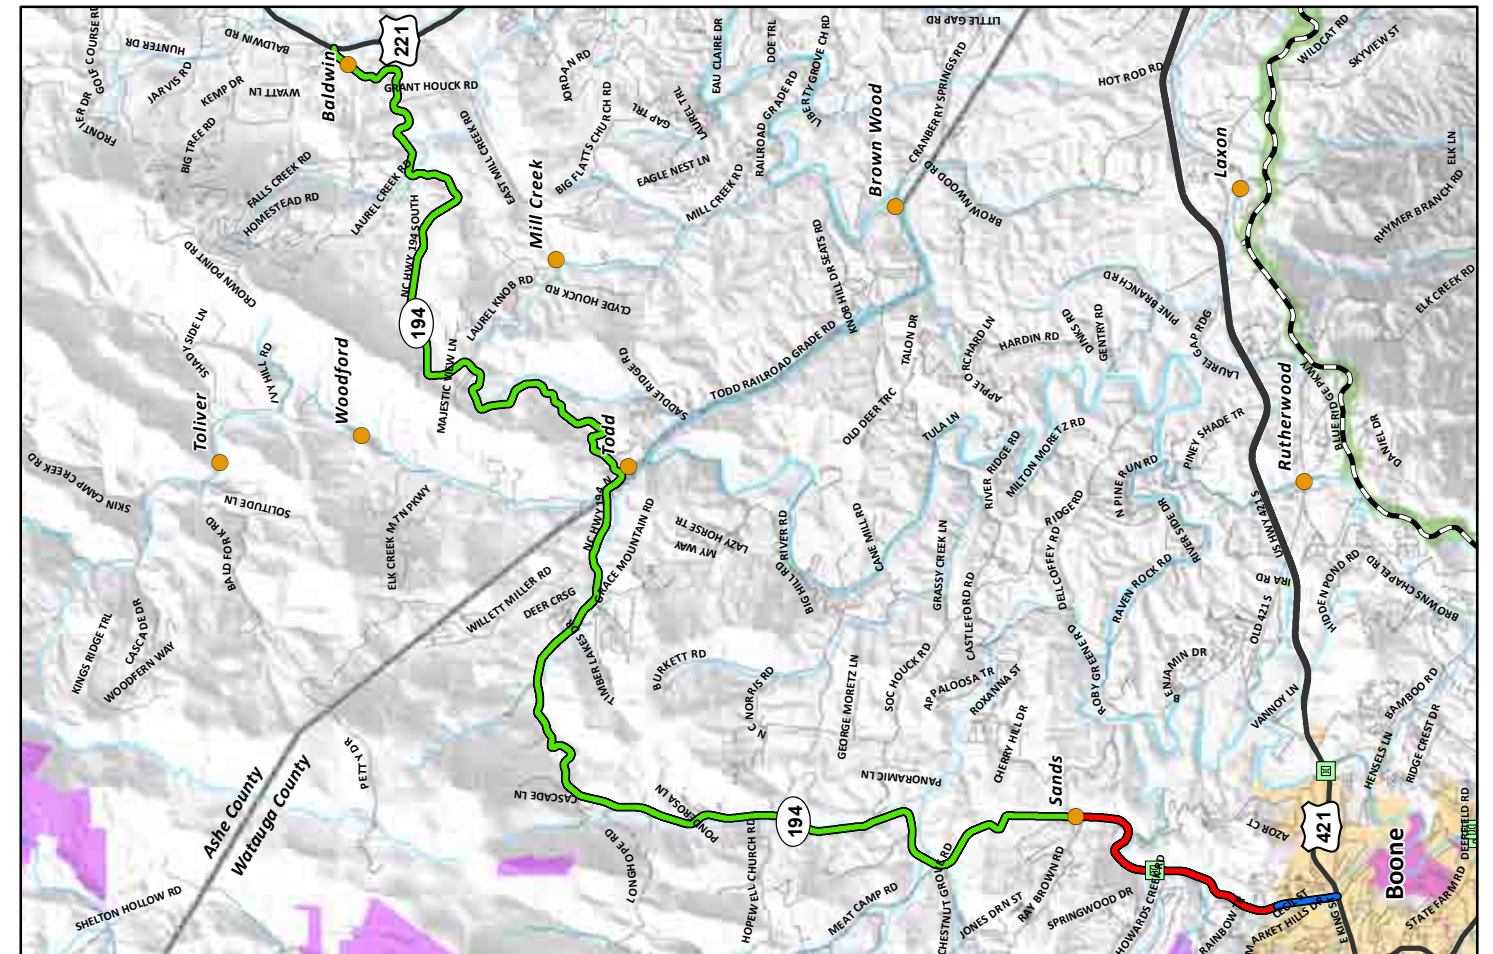 GOLF COURSE RD
HUNTER DR
BALDWIN RD
221
EAU CLAIRE DR
DOE TRL
LIBERTY GROVE CH RD
LITTLE GAP RD
WILDCAT RD
SKYVIEW ST
JARVIS RD
KEMP DR
WYATT LN
Baldwin
GRANT HOUCK RD
JORDAN RD
GAP TRL
LAUREL TRL
RAILROAD GRADE RD
CRANBERRY SPRINGS RD
HOT ROD RD
FRONTIER DR
BIG TREE RD
EAST MILL CREEK RD
BIG FLATTS CHURCH RD
Brown Wood
Laxon
ELK LN
FALLS CREEK RD
HOMESTEAD RD
LAUREL CREEK RD
Mill Creek
EAGLE NEST LN
MILL CREEK RD
BROWNWOOD RD
RHYMER BRANCH RD
CROWN POINT RD
NC HWY 194 SOUTH
KNOB HILL DR
SEATS RD
LAUREL KNOB RD
CLYDE HOUCK RD
PINE BRANCH RD
ELK CREEK RD
SHADY SIDE LN
IVY HILL RD
194
Woodford
MAJESTIC VIEW LN
SADDLE RIDGE RD
TODD RAILROAD GRADE RD
TALON DR
APPLE ORCHARD LN
HARDIN RD
DINKS RD
GENTRY RD
LAUREL GAP RDG
Rutherwood
BLUE RIDGE PKWY
Toliver
Todd
OLD DEER TRC
TULA LN
RIVER RIDGE RD
MILTON MORETZ RD
PINEY SHADE TR
DANIEL DR
SKIN CAMP CREEK RD
SOLITUDE LN
BALD FORK RD
ELK CREEK MTN PKWY
NC HWY 194 N
GRACE MOUNTAIN RD
LAZY HORSE TR
MY WAY
BIG HILL RD
RIVER RD
CANE MILL RD
GRASSY CREEK LN
RIDGE RD
N PINE RUN RD
RIVER SIDE DR
US HWY 421 S
WILLETT MILLER RD
DEER CRSG
CASTLEFORD RD
DELL COFFEY RD
RAVEN ROCK RD
IRA RD
OLD 421 S
HIDDEN POND RD
BROWNS CHAPEL RD
KINGS RIDGE TRL
CASCADE DR
WOODFERN WAY
TIMBER LAKES DR
BURKETT RD
N C NORRIS RD
GEORGE MORETZ LN
SOC HOUCK RD
APPALOOSA TR
ROXANNA ST
ROBY GREENE RD
BENJAMIN DR
VANNOY LN
BAMBOO RD
Ashe County
Watauga County
PETTY DR
CASCADE LN
PONDEROSA LN
PANORAMIC LN
CHERRY HILL DR
Sands
HENSELS LN
RIDGE CREST DR
194
AZOR CT
421
Boone
DEERFIELD RD
SHELTON HOLLOW RD
LONGHOPE RD
HOPEWELL CHURCH RD
MEAT CAMP RD
CHESTNUT GROVE RD
JONES DRN ST
RAY BROWN RD
SPRINGWOOD DR
HOWARDS CREEK RD
RAINBOW
CECIL ST
MARKET HILLS DR
E KING ST
STATE FARM RD